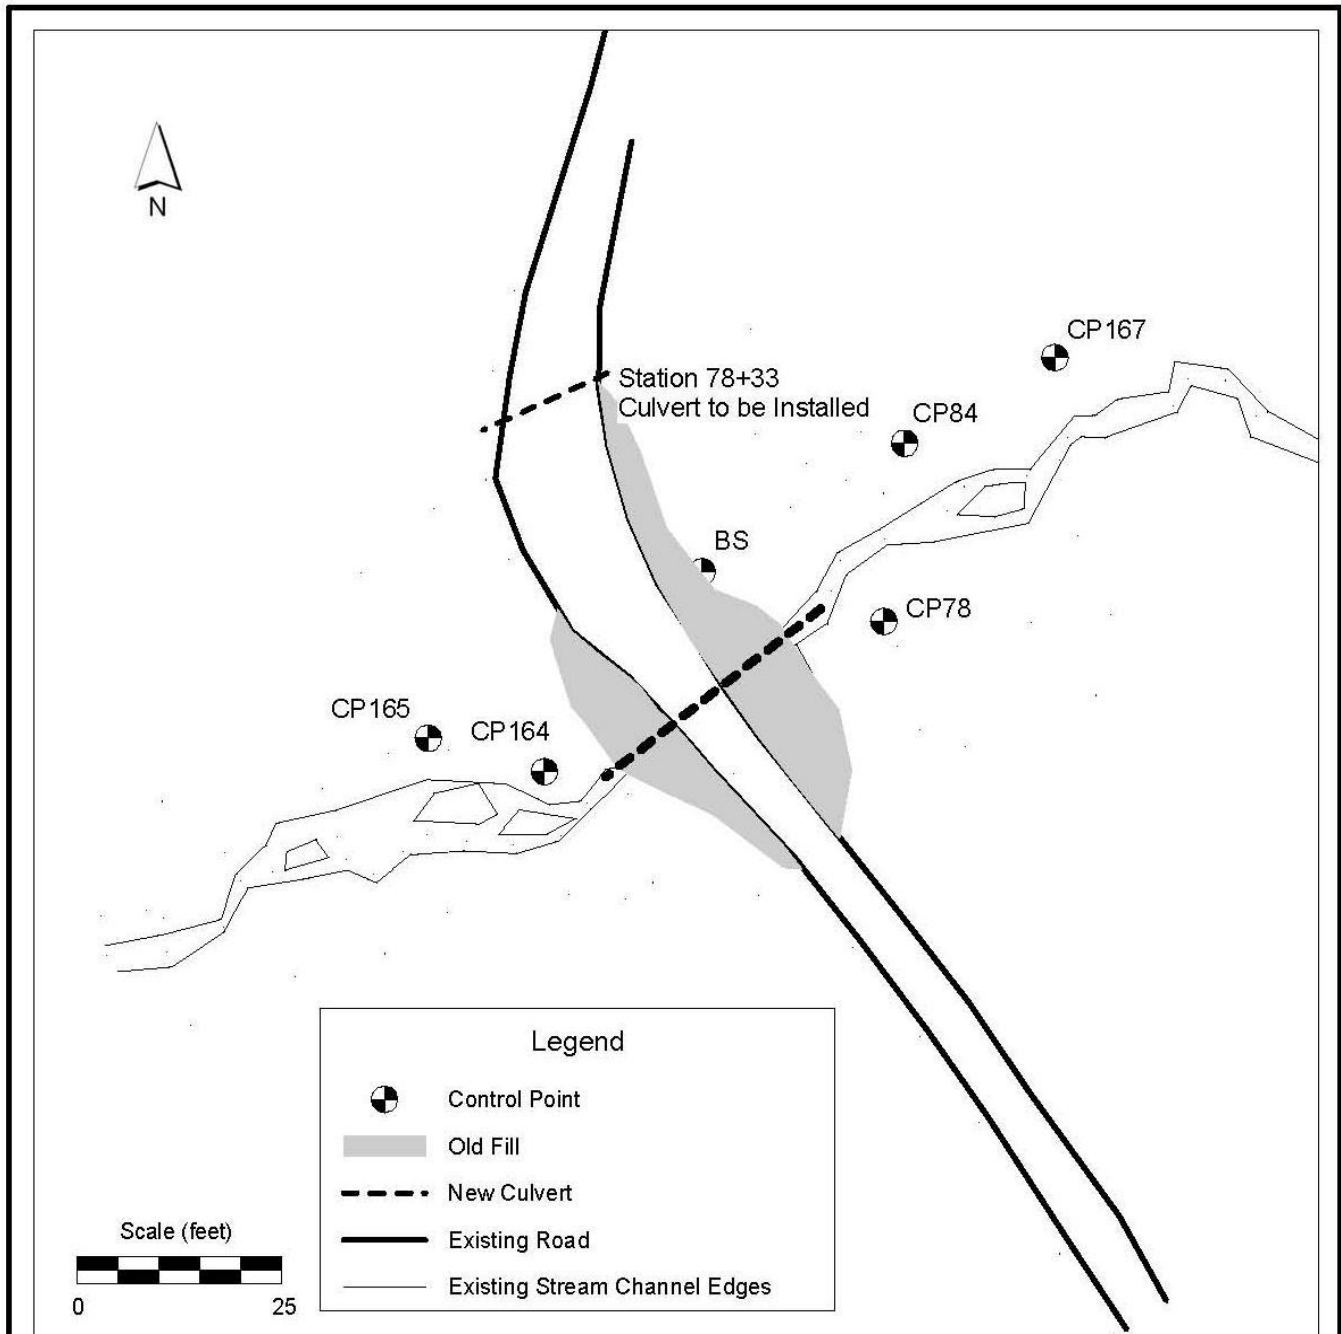 N
CP167
Station 78+33
Culvert to be Installed
CP84
BS
CP78
CP165
CP164
Legend
Control Point
Old Fill
New Culvert
Existing Road
Existing Stream Channel Edges
Scale (feet)
0 25